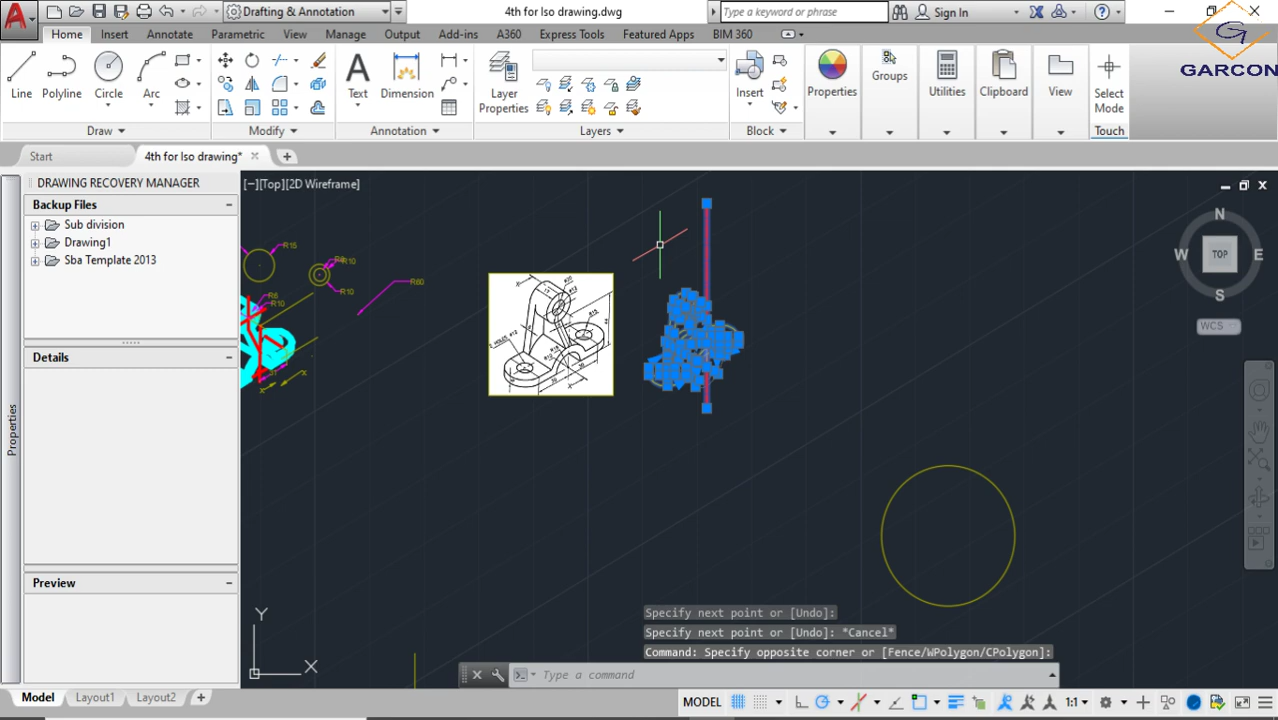 Drafting & Annotation
4th for Iso drawing.dwg
Type a keyword or phrase
Sign In
Home Insert Annotate Parametric View Manage Output Add-ins A360 Express Tools Featured Apps BIM 360
GARCON
Line Polyline Circle Arc
Text Dimension
Layer Properties
Insert
Properties Groups Utilities Clipboard View Select Mode
Draw Modify Annotation Layers Block Touch
Start 4th for Iso drawing*
DRAWING RECOVERY MANAGER
[−][Top][2D Wireframe]
Backup Files
Sub division
Drawing1
Sba Template 2013
Details
Preview
Properties
R15
R10
R10
R60
R6
R10
N
W TOP E
S
WCS
Y
X
Specify next point or [Undo]:
Specify next point or [Undo]: *Cancel*
Command: Specify opposite corner or [Fence/WPolygon/CPolygon]:
Type a command
Model Layout1 Layout2
MODEL 1:1